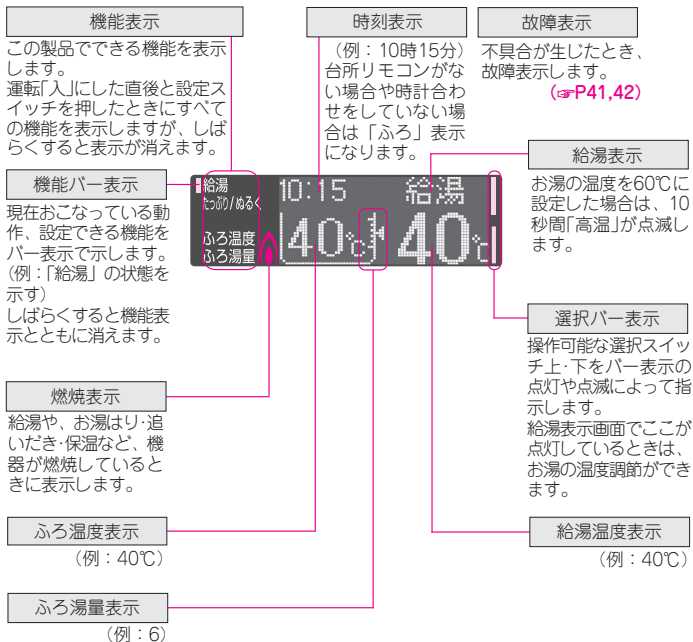 機能表示
この製品でできる機能を表示
します。
運転「入」にした直後と設定ス
イッチを押したときにすべて
の機能を表示しますが、しば
らくすると表示が消えます。
時刻表示
(例：10時15分)
台所リモコンがな
い場合や時計合わ
せをしていない場
合は「ふろ」表示
になります。
故障表示
不具合が生じたとき、
故障表示します。
(☞P41,42)
給湯表示
お湯の温度を60℃に
設定した場合は、10
秒間「高温」が点滅し
ます。
機能バー表示
現在おこなっている動
作、設定できる機能を
バー表示で示します。
(例：「給湯」の状態を
示す)
しばらくすると機能表
示とともに消えます。
給湯
たっぷり/ぬるく
ふろ温度
ふろ湯量
10:15
給湯
40℃
40℃
選択バー表示
操作可能な選択スイッ
チ上・下をバー表示の
点灯や点滅によって指
示します。
給湯表示画面でここが
点灯しているときは、
お湯の温度調節ができ
ます。
燃焼表示
給湯や、お湯はり・追
いだき・保温など、機
器が燃焼していると
きに表示します。
ふろ温度表示
(例：40℃)
給湯温度表示
(例：40℃)
ふろ湯量表示
(例：6)